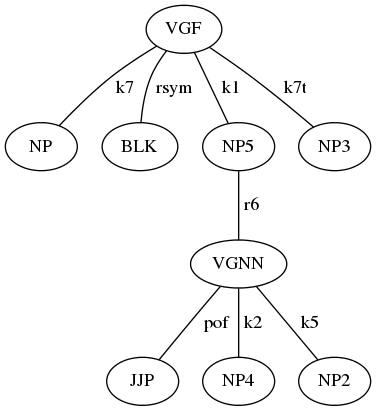 VGF
k7 rsym k1 k7t
NP BLK NP5 NP3
r6
VGNN
pof k2 k5
JJP NP4 NP2